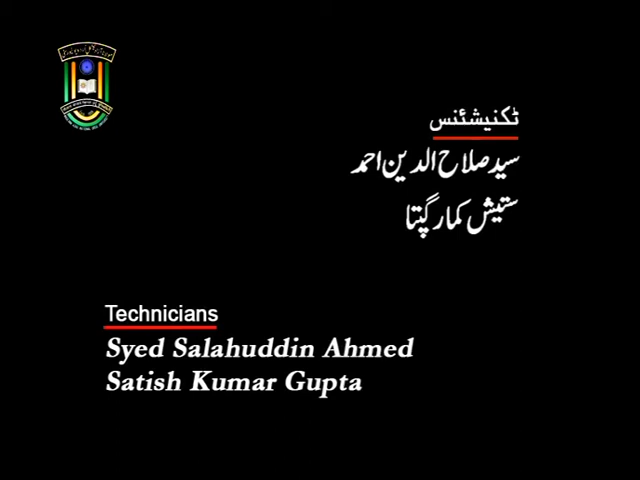 ٹکنیشئنس
سید صلاح الدین احمد
ستیش کمار گپتا
Technicians
Syed Salahuddin Ahmed
Satish Kumar Gupta